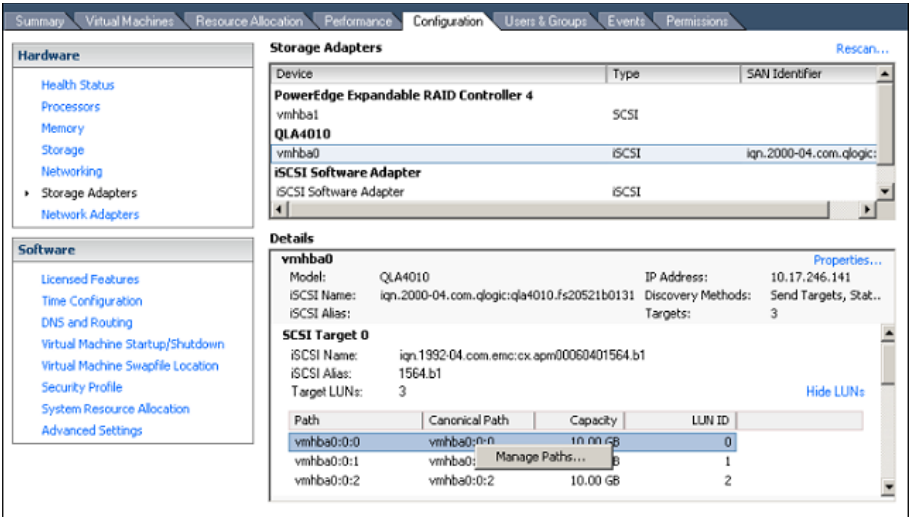 Summary Virtual Machines Resource Allocation Performance Configuration Users & Groups Events Permissions
Hardware
Health Status
Processors
Memory
Storage
Networking
Storage Adapters
Network Adapters
Software
Licensed Features
Time Configuration
DNS and Routing
Virtual Machine Startup/Shutdown
Virtual Machine Swapfile Location
Security Profile
System Resource Allocation
Advanced Settings
Storage Adapters Rescan...
Device Type SAN Identifier
PowerEdge Expandable RAID Controller 4
vmhba1 SCSI
QLA4010
vmhba0 iSCSI iqn.2000-04.com.qlogic:
iSCSI Software Adapter
iSCSI Software Adapter iSCSI
Details
vmhba0 Properties...
Model: QLA4010 IP Address: 10.17.246.141
iSCSI Name: iqn.2000-04.com.qlogic:qla4010.fs20521b0131 Discovery Methods: Send Targets, Stat..
iSCSI Alias: Targets: 3
SCSI Target 0
iSCSI Name: iqn.1992-04.com.emc:cx.apm00060401564.b1
iSCSI Alias: 1564.b1
Target LUNs: 3 Hide LUNs
Path Canonical Path Capacity LUN ID
vmhba0:0:0 vmhba0:0:0 10.00 GB 0
Manage Paths...
vmhba0:0:1 vmhba0: B 1
vmhba0:0:2 vmhba0:0:2 10.00 GB 2